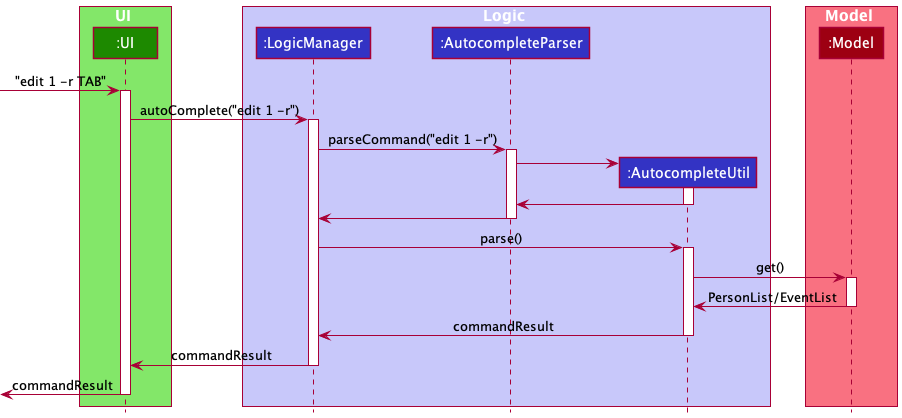 UI
Logic
Model
:UI
:LogicManager
:AutocompleteParser
:Model
"edit 1 -r TAB"
autoComplete("edit 1 -r")
parseCommand("edit 1 -r")
:AutocompleteUtil
parse()
get()
PersonList/EventList
commandResult
commandResult
commandResult